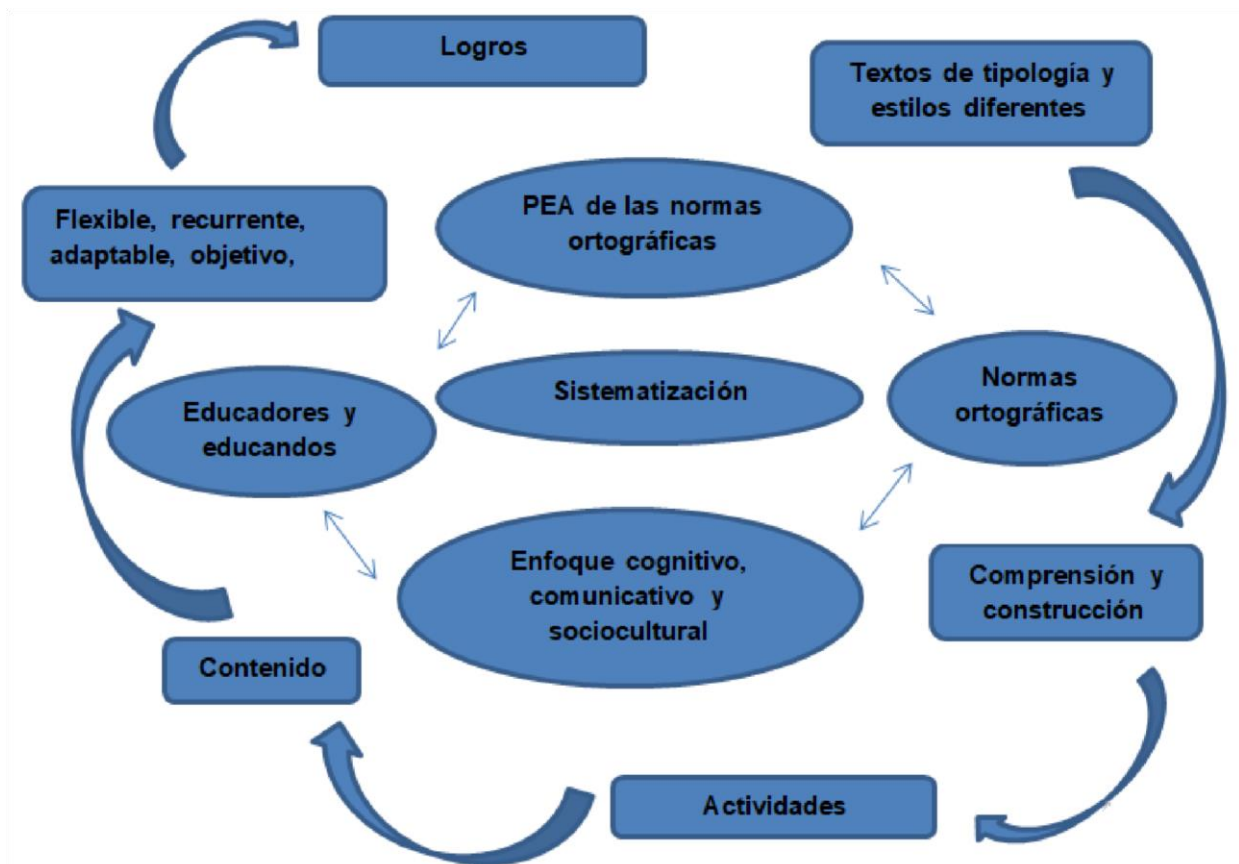 Logros
Textos de tipología y
estilos diferentes
Flexible, recurrente,
adaptable, objetivo,
PEA de las normas
ortográficas
Educadores y
educandos
Sistematización
Normas
ortográficas
Enfoque cognitivo,
comunicativo y
sociocultural
Comprensión y
construcción
Contenido
Actividades